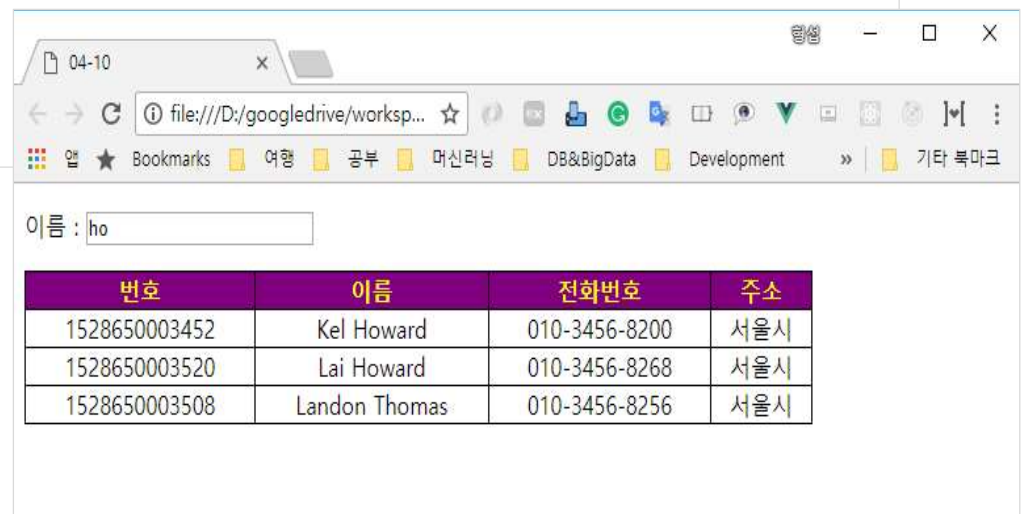 형섭
04-10
file:///D:/googledrive/worksp...
앱 Bookmarks 여행 공부 머신러닝 DB&BigData Development » 기타 북마크
이름 : ho
번호 이름 전화번호 주소
1528650003452 Kel Howard 010-3456-8200 서울시
1528650003520 Lai Howard 010-3456-8268 서울시
1528650003508 Landon Thomas 010-3456-8256 서울시